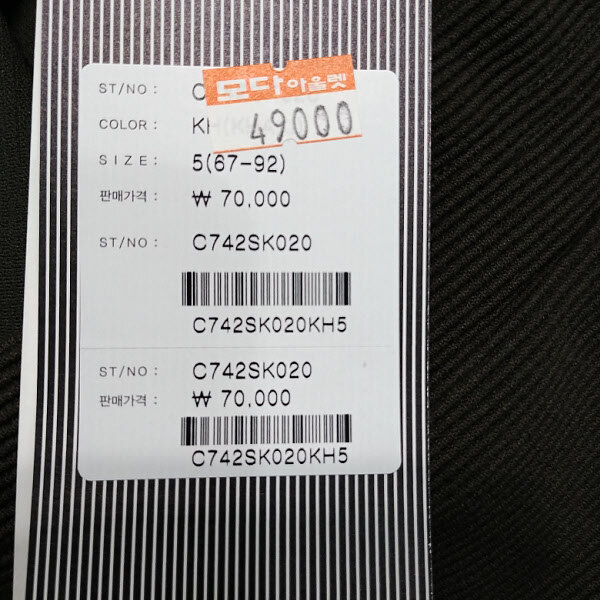 모다아울렛
49000
ST/NO : C
COLOR : KH
SIZE : 5(67-92)
판매가격 : ₩ 70,000
ST/NO : C742SK020
C742SK020KH5
ST/NO : C742SK020
판매가격 : ₩ 70,000
C742SK020KH5